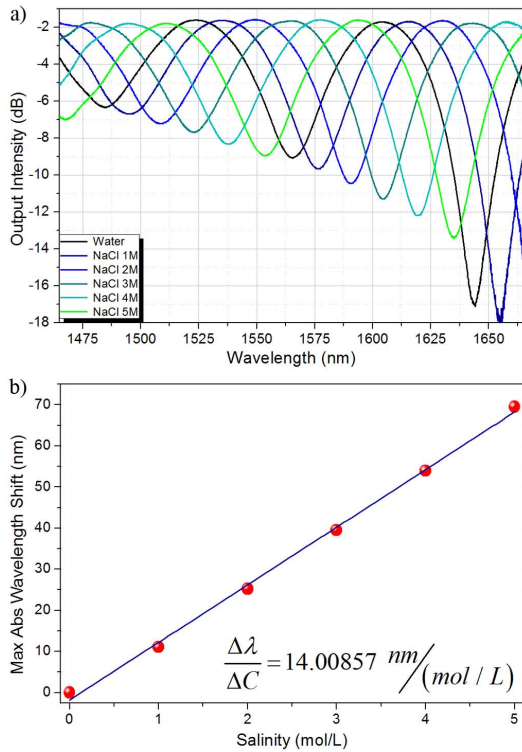 a)
-2
-4
-6
-8
-10
-12
-14
-16
-18
Output Intensity (dB)
Water
NaCl 1M
NaCl 2M
NaCl 3M
NaCl 4M
NaCl 5M
1475 1500 1525 1550 1575 1600 1625 1650
Wavelength (nm)
b)
70
60
50
40
30
20
10
0
Max Abs Wavelength Shift (nm)
Δλ/ΔC = 14.00857 nm/(mol / L)
0 1 2 3 4 5
Salinity (mol/L)